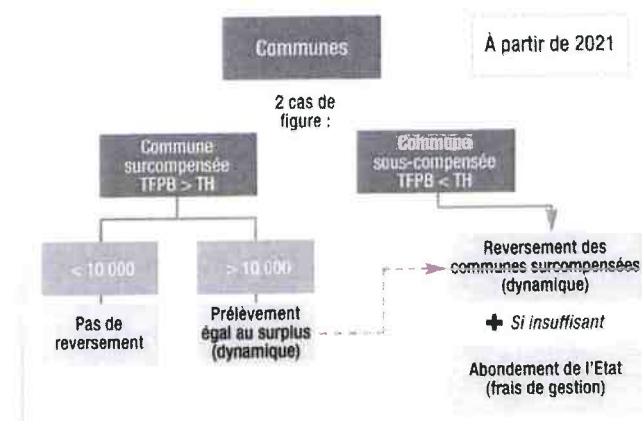 Communes
À partir de 2021
2 cas de
figure :
Commune
surcompensée
TFPB > TH
Commune
sous-compensée
TFPB < TH
< 10 000
> 10 000
Pas de
reversement
Prélèvement
égal au surplus
(dynamique)
Reversement des
communes surcompensées
(dynamique)
+ Si insuffisant
Abondement de l'Etat
(frais de gestion)